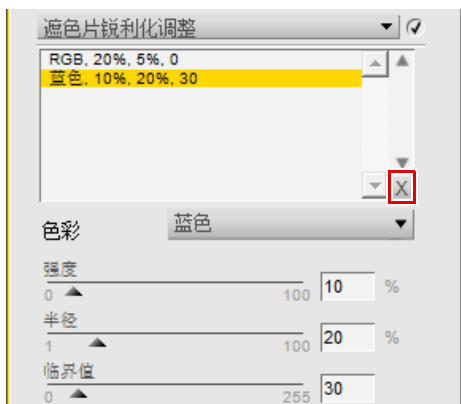 遮色片锐利化调整
RGB, 20%, 5%, 0
蓝色, 10%, 20%, 30
X
色彩 蓝色
强度
0 100 10 %
半径
1 100 20 %
临界值
0 255 30